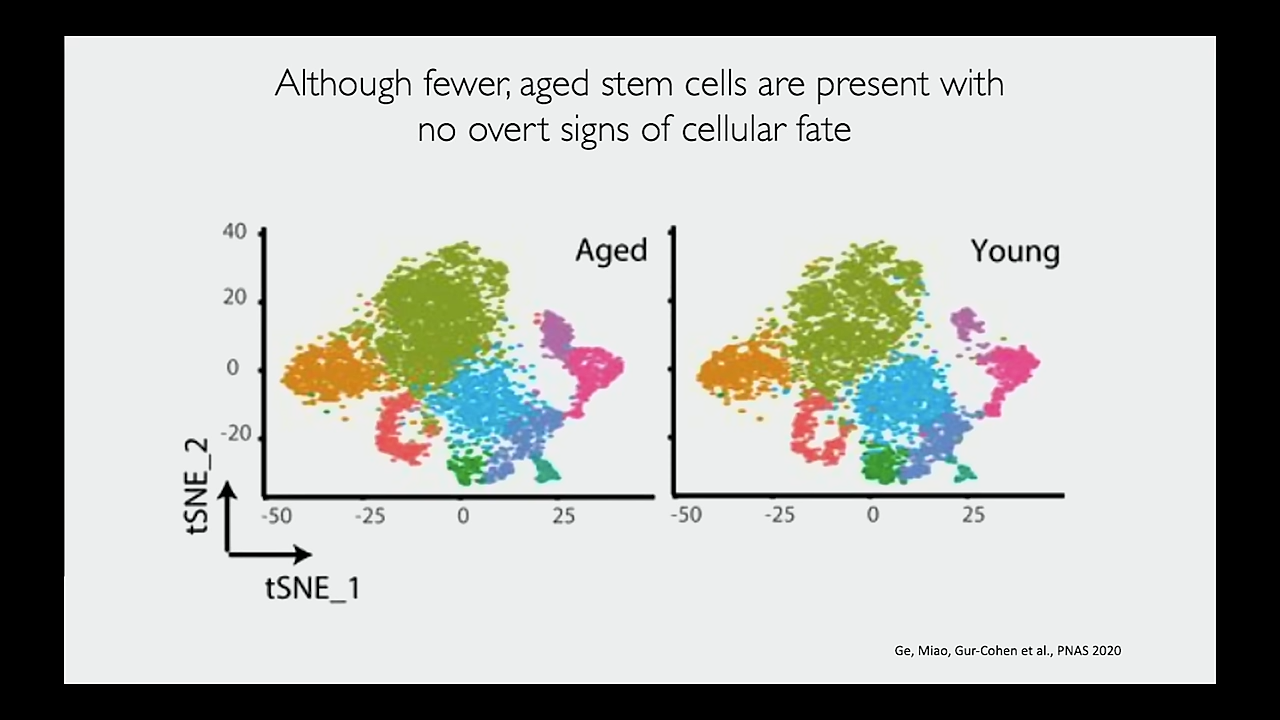 Although fewer, aged stem cells are present with
no overt signs of cellular fate
Aged
Young
40
20
0
-20
-50
-25
0
25
-50
-25
0
25
tSNE_2
tSNE_1
Ge, Miao, Gur-Cohen et al., PNAS 2020